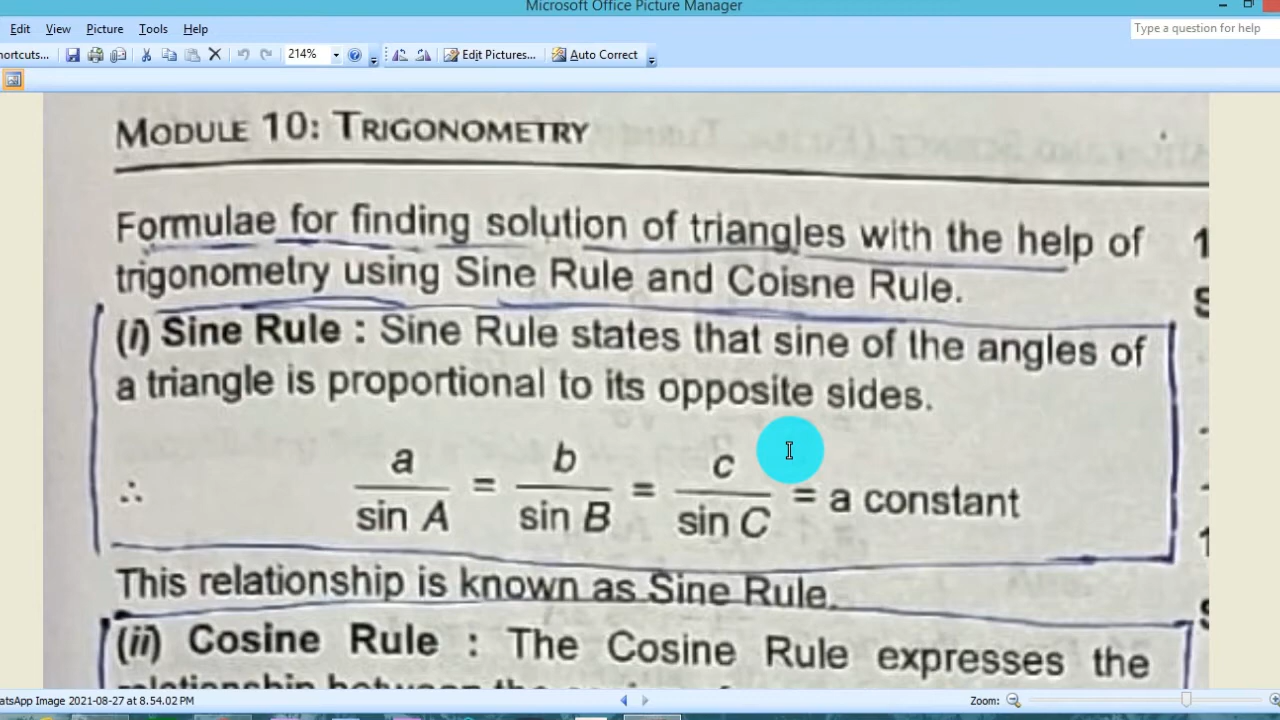 Microsoft Office Picture Manager
Edit View Picture Tools Help
Type a question for help
214% Edit Pictures... Auto Correct
MODULE 10: TRIGONOMETRY
Formulae for finding solution of triangles with the help of
trigonometry using Sine Rule and Coisne Rule.
(i) Sine Rule : Sine Rule states that sine of the angles of
a triangle is proportional to its opposite sides.
∴ a/sin A = b/sin B = c/sin C = a constant
This relationship is known as Sine Rule.
(ii) Cosine Rule : The Cosine Rule expresses the
relationship between the
atsApp Image 2021-08-27 at 8.54.02 PM
Zoom: